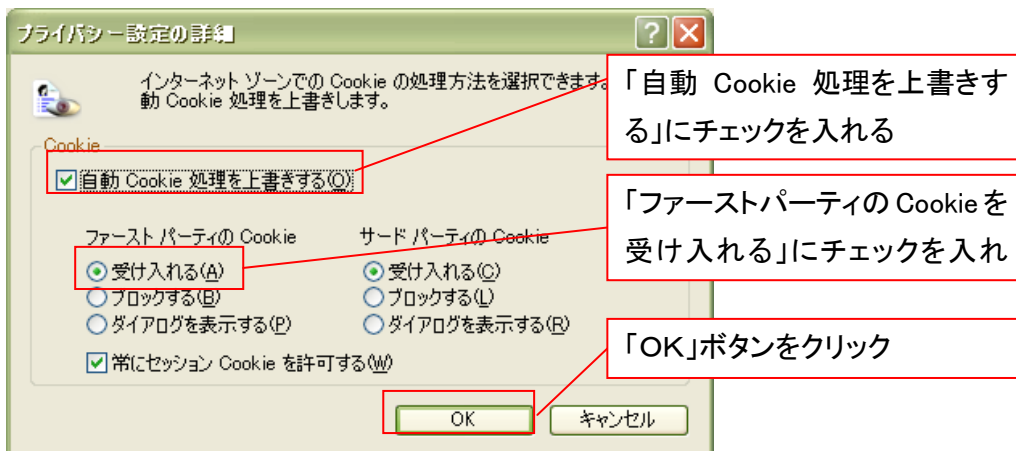 プライバシー設定の詳細
インターネット ゾーンでの Cookie の処理方法を選択できます。
動 Cookie 処理を上書きします。
Cookie
自動 Cookie 処理を上書きする(O)
ファースト パーティの Cookie
サード パーティの Cookie
受け入れる(A)
受け入れる(C)
ブロックする(B)
ブロックする(L)
ダイアログを表示する(P)
ダイアログを表示する(R)
常にセッション Cookie を許可する(W)
OK
キャンセル
「自動 Cookie 処理を上書きす
る」にチェックを入れる
「ファーストパーティの Cookie を
受け入れる」にチェックを入れ
「ＯＫ」ボタンをクリック